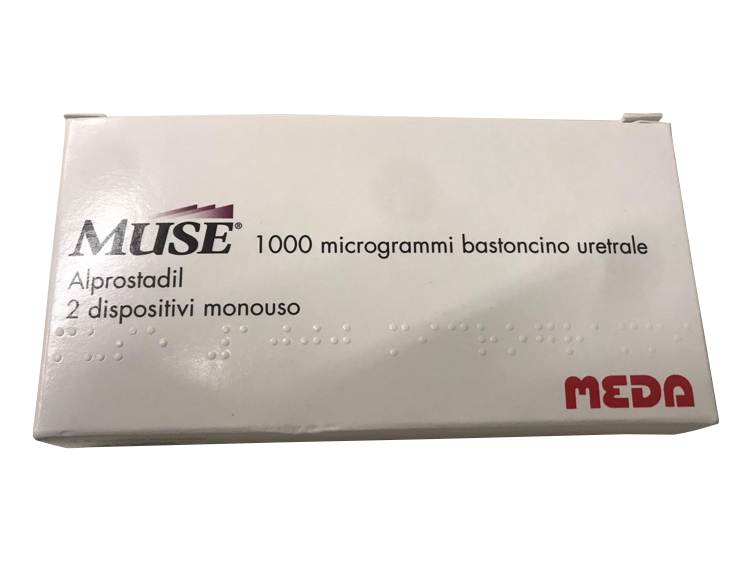 MUSE® 1000 microgrammi bastoncino uretrale
Alprostadil
2 dispositivi monouso
MEDA